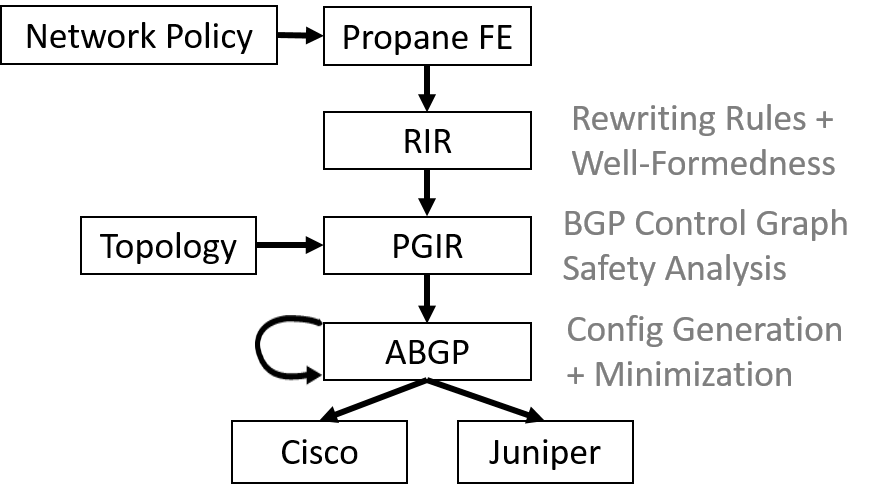 Network Policy
Propane FE
RIR
Rewriting Rules +
Well-Formedness
Topology
PGIR
BGP Control Graph
Safety Analysis
ABGP
Config Generation
+ Minimization
Cisco
Juniper